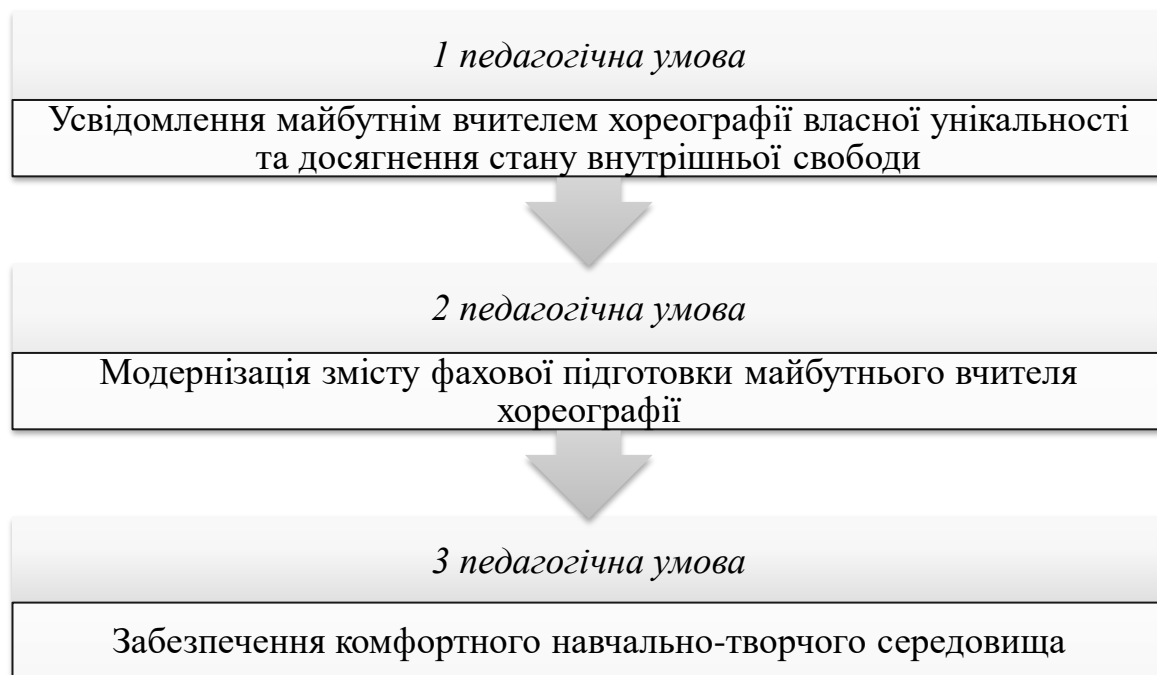 1 педагогічна умова
Усвідомлення майбутнім вчителем хореографії власної унікальності
та досягнення стану внутрішньої свободи
2 педагогічна умова
Модернізація змісту фахової підготовки майбутнього вчителя
хореографії
3 педагогічна умова
Забезпечення комфортного навчально-творчого середовища